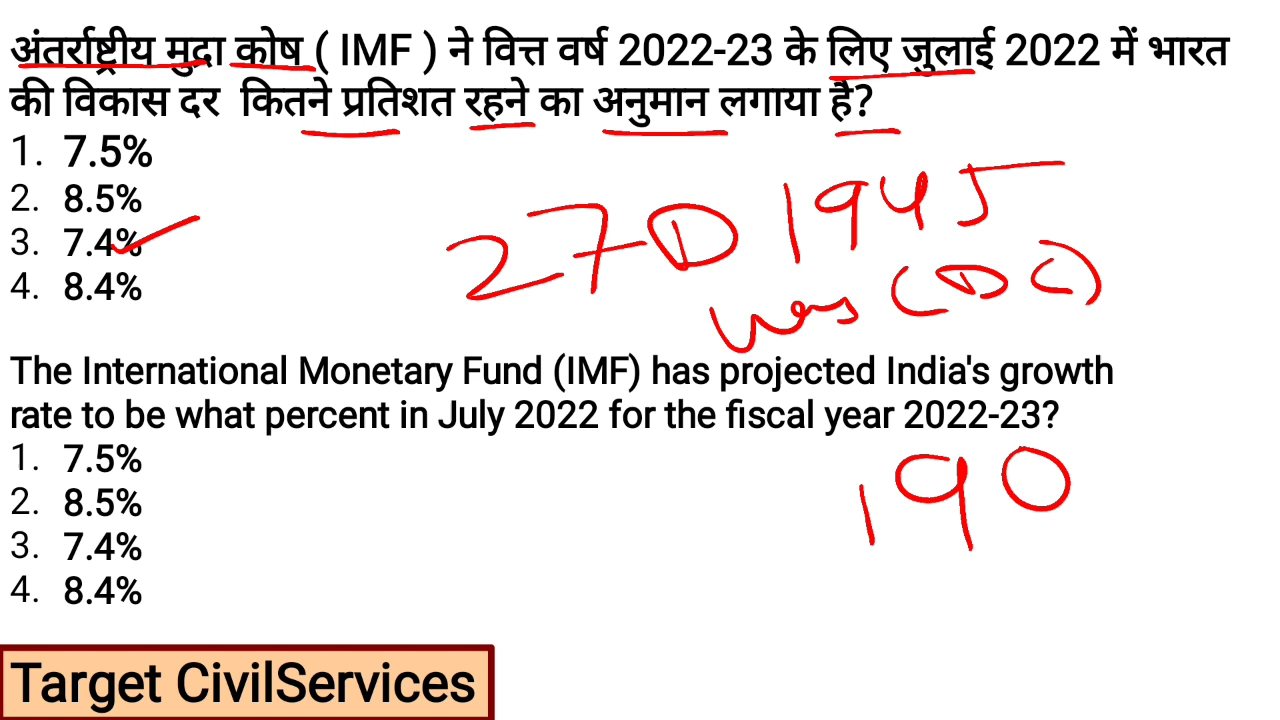 अंतर्राष्ट्रीय मुद्रा कोष ( IMF ) ने वित्त वर्ष 2022-23 के लिए जुलाई 2022 में भारत
की विकास दर कितने प्रतिशत रहने का अनुमान लगाया है?
1. 7.5%
2. 8.5%
3. 7.4%
4. 8.4%
27 D 1945
was (DC)
The International Monetary Fund (IMF) has projected India's growth
rate to be what percent in July 2022 for the fiscal year 2022-23?
190
1. 7.5%
2. 8.5%
3. 7.4%
4. 8.4%
Target CivilServices